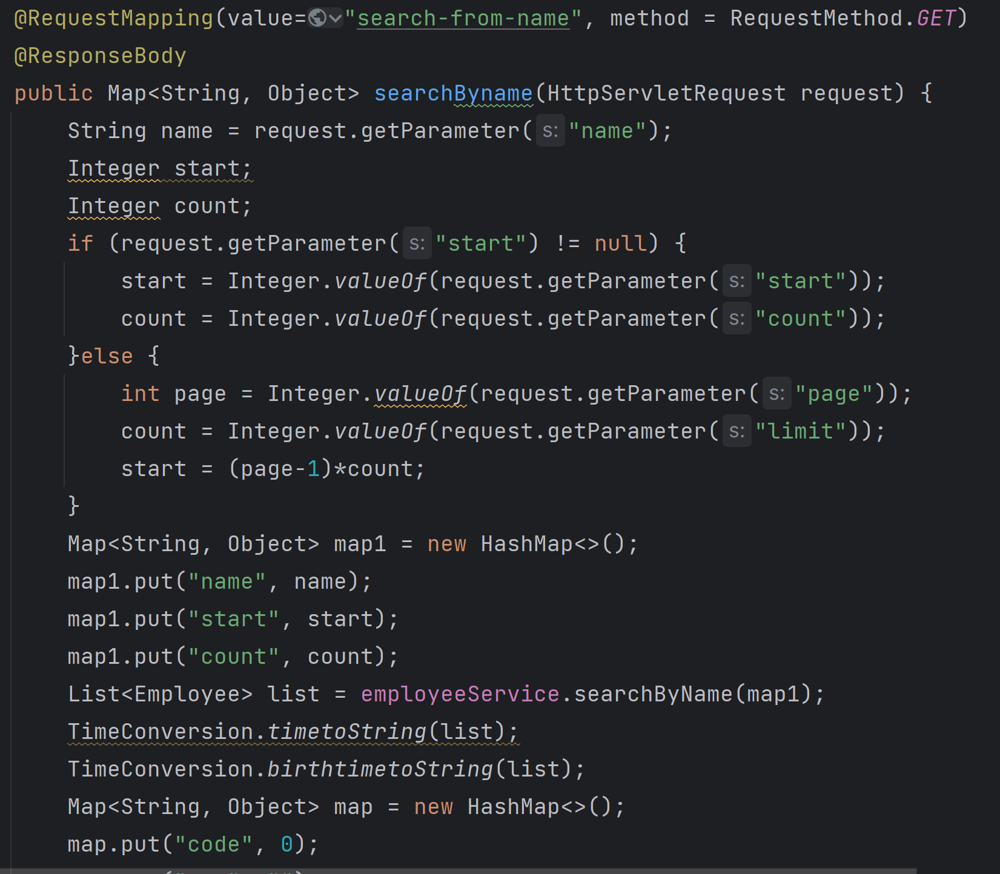 @RequestMapping(value="search-from-name", method = RequestMethod.GET)
@ResponseBody
public Map<String, Object> searchByname(HttpServletRequest request) {
    String name = request.getParameter( s: "name");
    Integer start;
    Integer count;
    if (request.getParameter( s: "start") != null) {
        start = Integer.valueOf(request.getParameter( s: "start"));
        count = Integer.valueOf(request.getParameter( s: "count"));
    }else {
        int page = Integer.valueOf(request.getParameter( s: "page"));
        count = Integer.valueOf(request.getParameter( s: "limit"));
        start = (page-1)*count;
    }
    Map<String, Object> map1 = new HashMap<>();
    map1.put("name", name);
    map1.put("start", start);
    map1.put("count", count);
    List<Employee> list = employeeService.searchByName(map1);
    TimeConversion.timetoString(list);
    TimeConversion.birthtimetoString(list);
    Map<String, Object> map = new HashMap<>();
    map.put("code", 0);